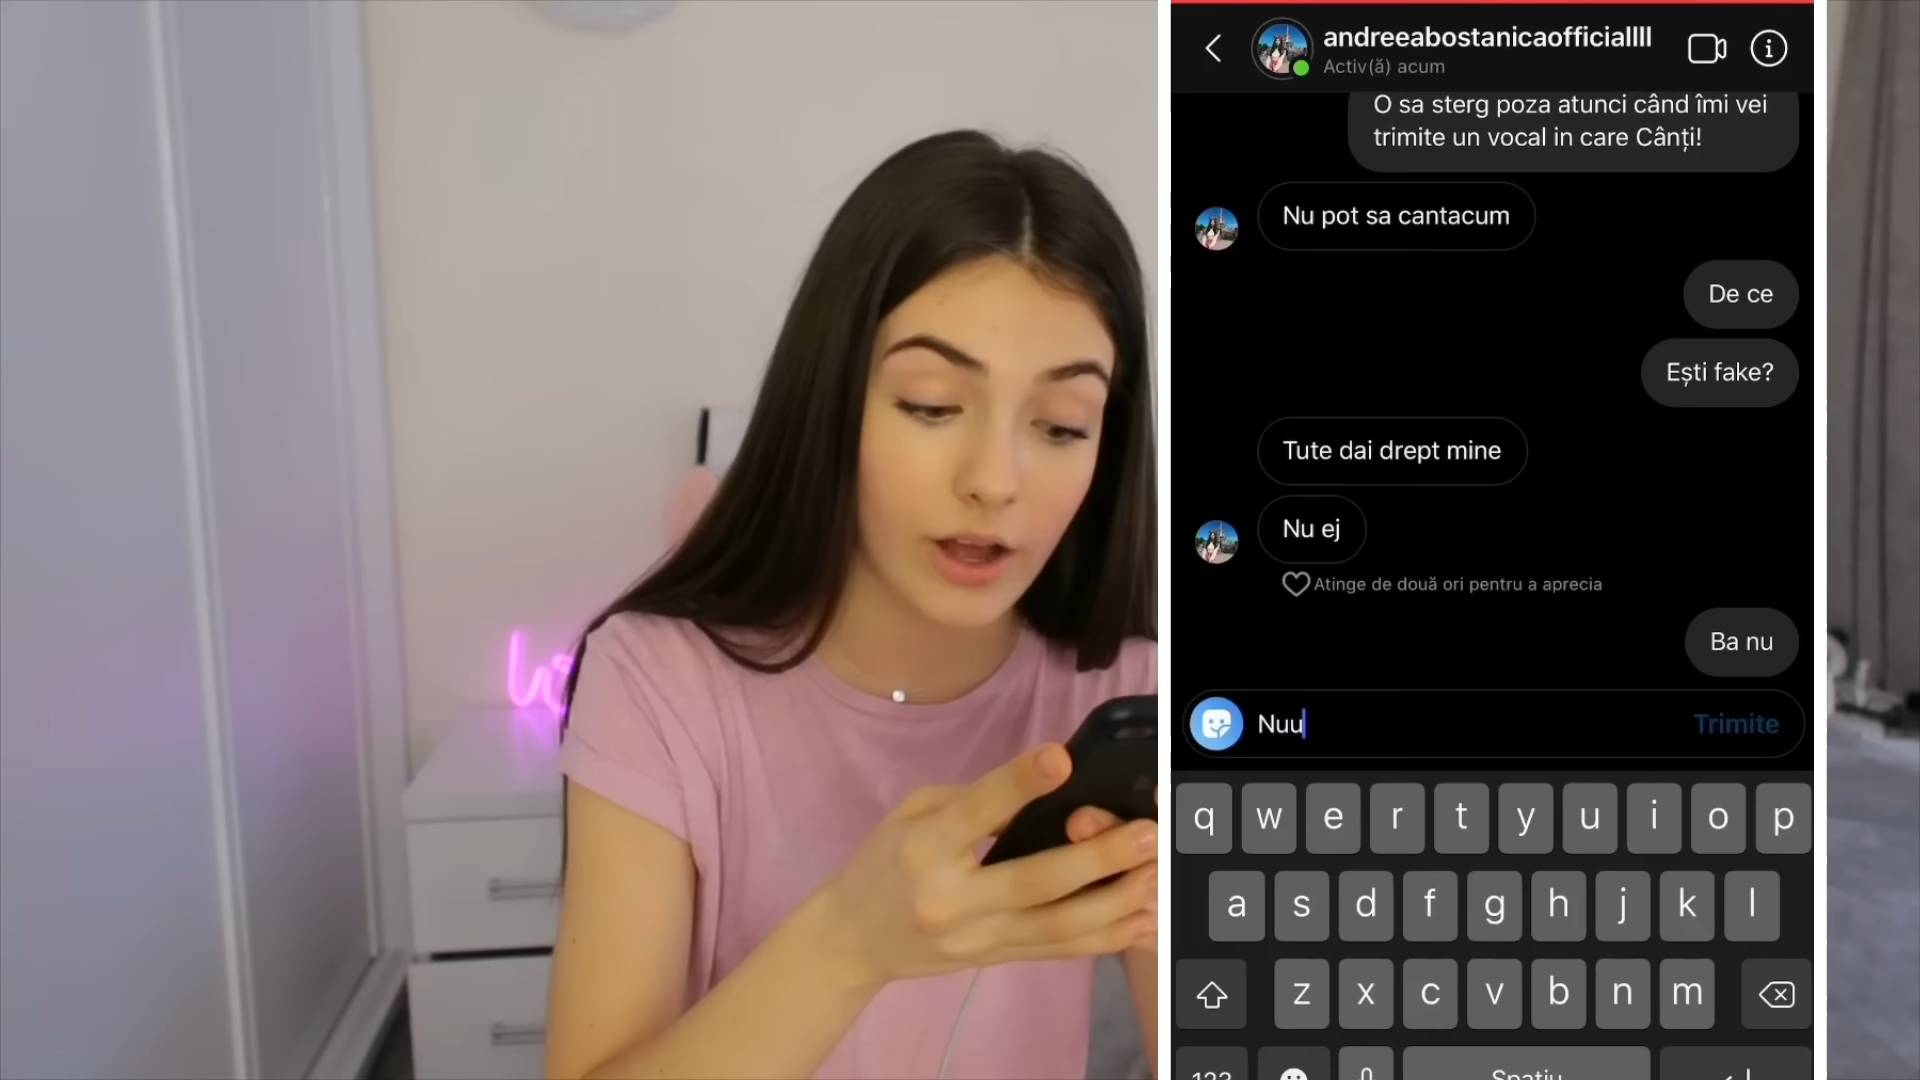 andreeabostanicaofficiallll
Activ(ă) acum
O sa sterg poza atunci când îmi vei
trimite un vocal in care Cânți!
Nu pot sa cantacum
De ce
Ești fake?
Tute dai drept mine
Nu ej
Atinge de două ori pentru a aprecia
Ba nu
Nuu
Trimite
q w e r t y u i o p
a s d f g h j k l
z x c v b n m
123
Spațiu